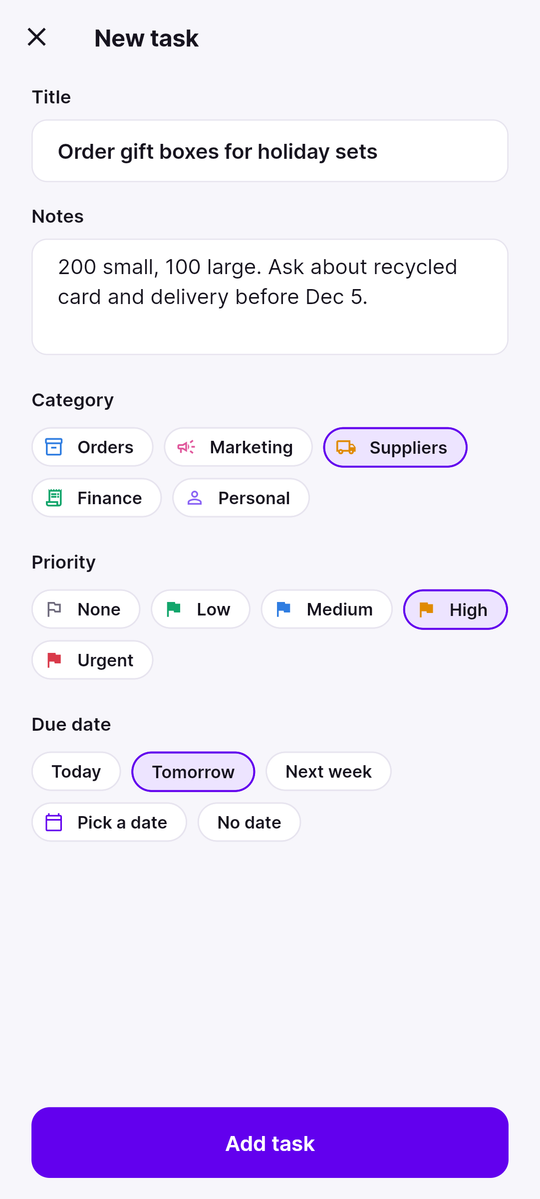 New task
Title
Order gift boxes for holiday sets
Notes
200 small, 100 large. Ask about recycled
card and delivery before Dec 5.
Category
Orders
Marketing
Suppliers
Finance
Personal
Priority
None
Low
Medium
High
Urgent
Due date
Today
Tomorrow
Next week
Pick a date
No date
Add task